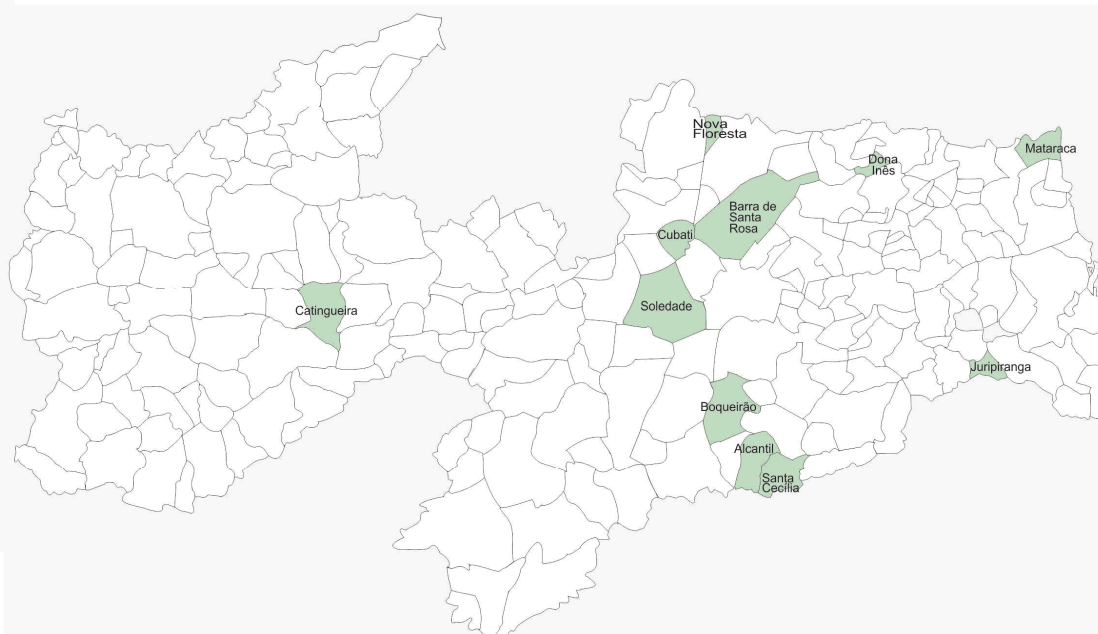 Nova
Floresta
Mataraca
Dona
Inês
Barra de
Santa
Rosa
Cubati
Soledade
Catingueira
Juripiranga
Boqueirão
Alcantil
Santa
Cecília